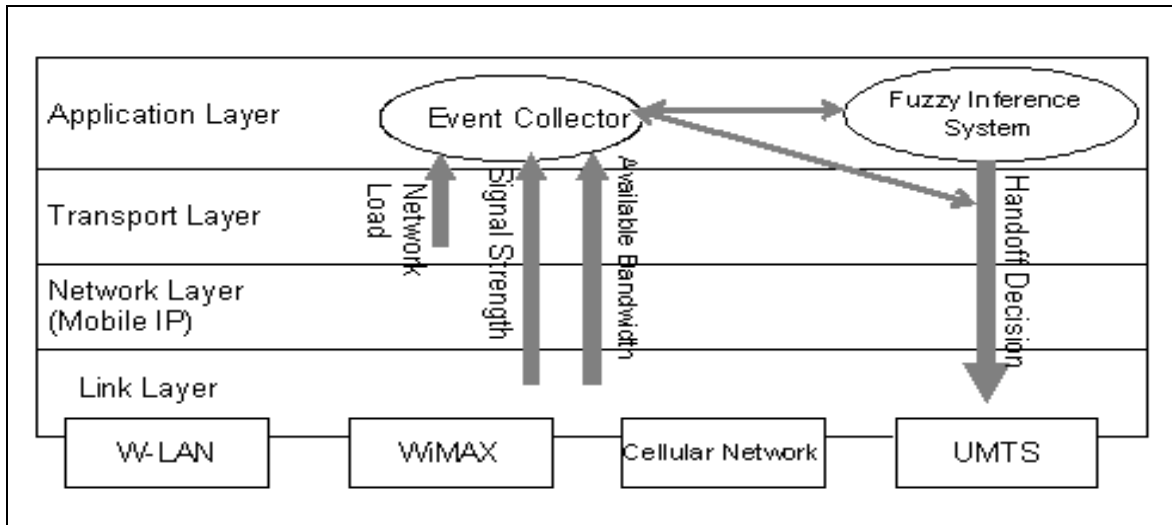 Application Layer
Event Collector
Fuzzy Inference
System
Transport Layer
Network
Load
Signal Strength
Available Bandwidth
Handoff Decision
Network Layer
(Mobile IP)
Link Layer
W-LAN
WiMAX
Cellular Network
UMTS